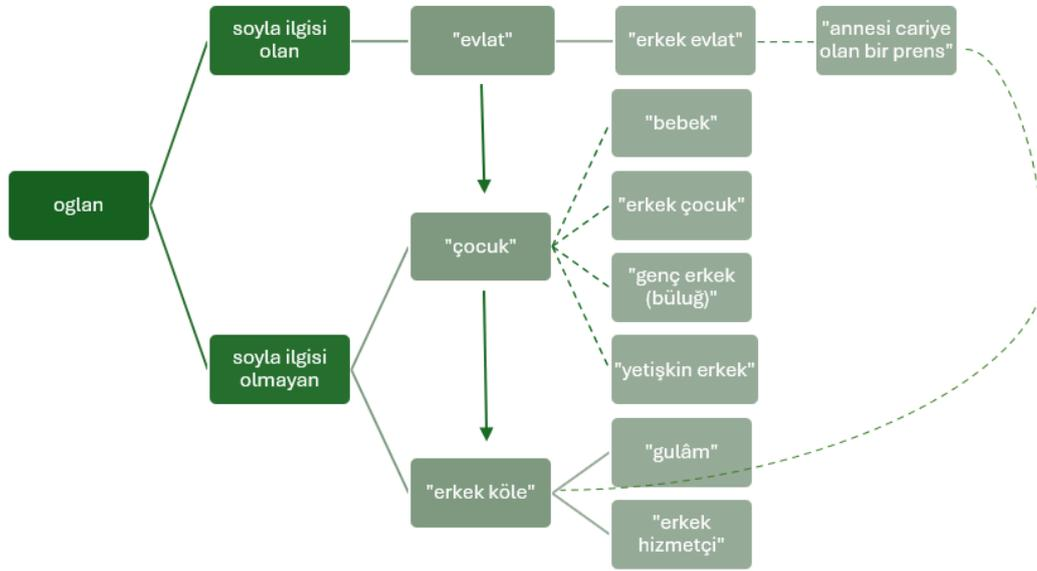 soyla ilgisi
olan
"evlat"
"erkek evlat"
"annesi cariye
olan bir prens"
"bebek"
oglan
"erkek çocuk"
"çocuk"
"genç erkek
(büluğ)"
soyla ilgisi
olmayan
"yetişkin erkek"
"gulâm"
"erkek köle"
"erkek
hizmetçi"